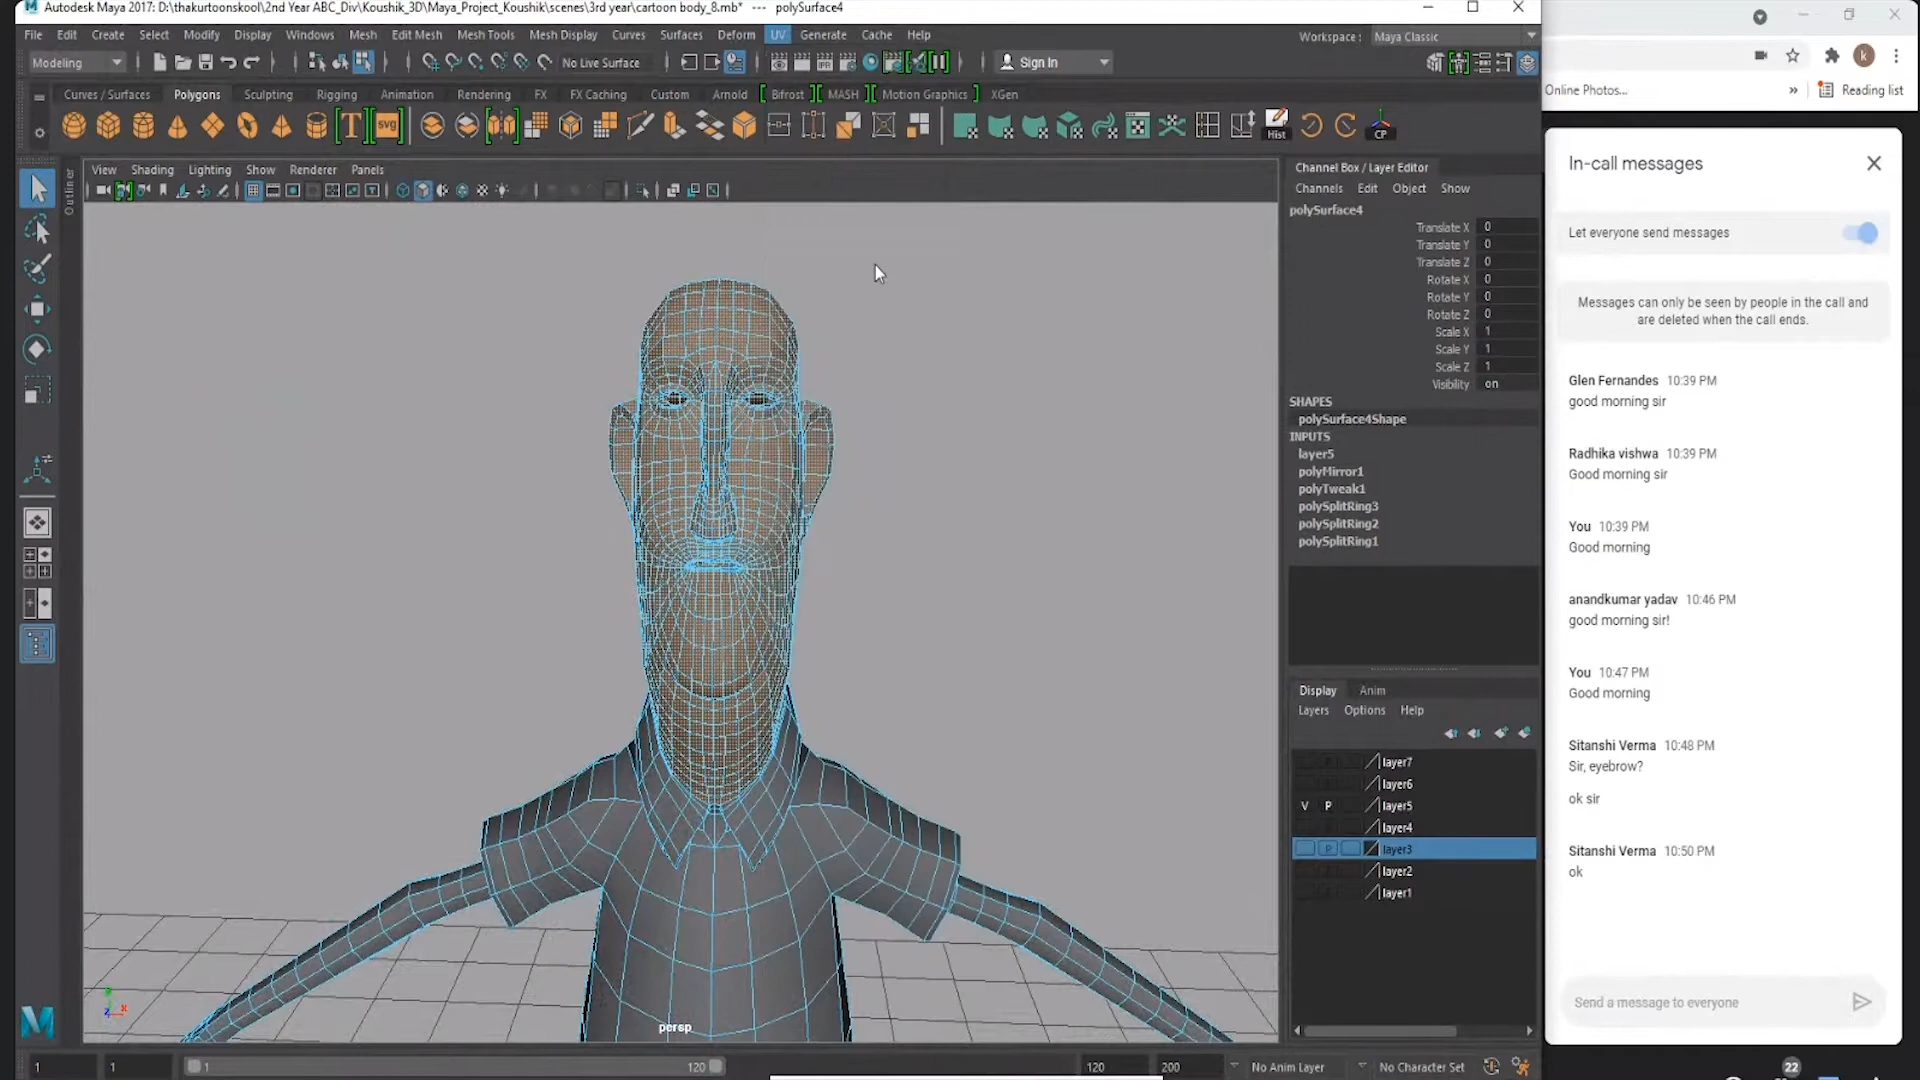 Autodesk Maya 2017: D:\thakurtoonskool\2nd Year ABC_Div\Koushik_3D\Maya_Project_Koushik\scenes\3rd year\cartoon body_8.mb* --- polySurface4
File Edit Create Select Modify Display Windows Mesh Edit Mesh Mesh Tools Mesh Display Curves Surfaces Deform UV Generate Cache Help
Workspace : Maya Classic
Modeling
No Live Surface
Sign In
Curves / Surfaces Polygons Sculpting Rigging Animation Rendering FX FX Caching Custom Arnold Bifrost MASH Motion Graphics XGen
T svg Hist CP
View Shading Lighting Show Renderer Panels
Outliner
persp
Channel Box / Layer Editor
Channels Edit Object Show
polySurface4
Translate X 0
Translate Y 0
Translate Z 0
Rotate X 0
Rotate Y 0
Rotate Z 0
Scale X 1
Scale Y 1
Scale Z 1
Visibility on
SHAPES
polySurface4Shape
INPUTS
layer5
polyMirror1
polyTweak1
polySplitRing3
polySplitRing2
polySplitRing1
Display Anim
Layers Options Help
layer7
layer6
V P layer5
layer4
P layer3
layer2
layer1
1 1 1 120 120 200 No Anim Layer No Character Set
k
Online Photos... » Reading list
In-call messages
Let everyone send messages
Messages can only be seen by people in the call and
are deleted when the call ends.
Glen Fernandes 10:39 PM
good morning sir
Radhika vishwa 10:39 PM
Good morning sir
You 10:39 PM
Good morning
anandkumar yadav 10:46 PM
good morning sir!
You 10:47 PM
Good morning
Sitanshi Verma 10:48 PM
Sir, eyebrow?
ok sir
Sitanshi Verma 10:50 PM
ok
Send a message to everyone
22